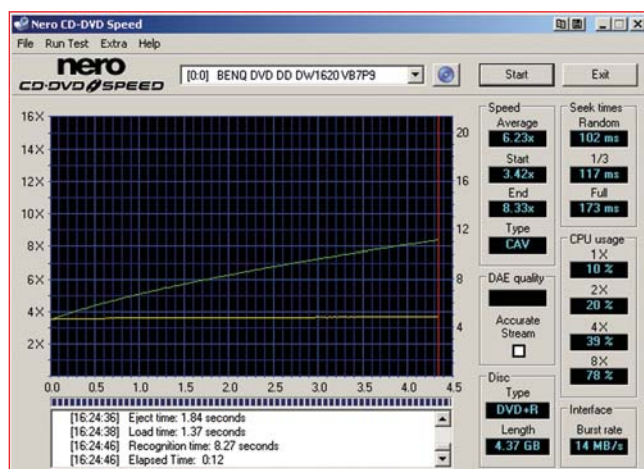 Nero CD-DVD Speed
File Run Test Extra Help
nero
CD·DVD SPEED
[0:0] BENQ DVD DD DW1620 VB7P9
Start
Exit
16X
14X
12X
10X
8X
6X
4X
2X
20
16
12
8
4
0.0 0.5 1.0 1.5 2.0 2.5 3.0 3.5 4.0 4.5
[16:24:36] Eject time: 1.84 seconds
[16:24:38] Load time: 1.37 seconds
[16:24:46] Recognition time: 8.27 seconds
[16:24:46] Elapsed Time: 0:12
Speed
Average
6.23x
Start
3.42x
End
8.33x
Type
CAV
DAE quality
Accurate
Stream
Disc
Type
DVD+R
Length
4.37 GB
Seek times
Random
102 ms
1/3
117 ms
Full
173 ms
CPU usage
1X
10 %
2X
20 %
4X
39 %
8X
78 %
Interface
Burst rate
14 MB/s